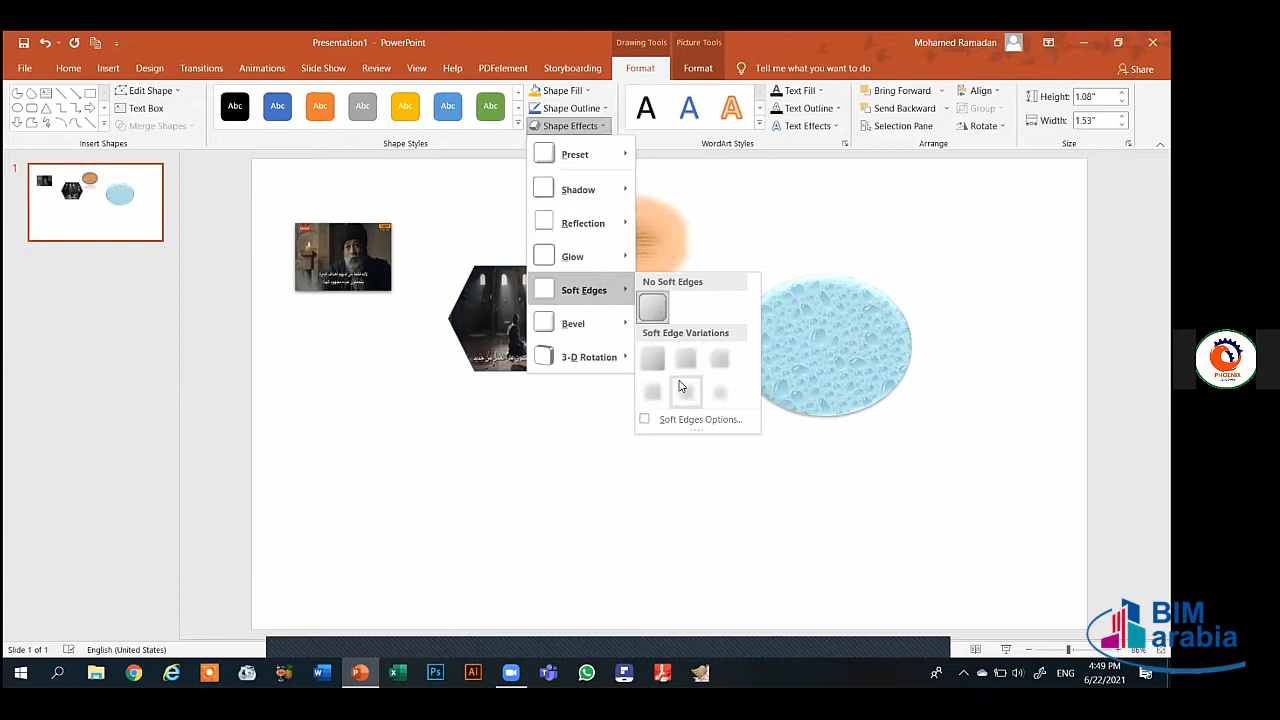 Presentation1 - PowerPoint
Drawing Tools
Picture Tools
Mohamed Ramadan
File
Home
Insert
Design
Transitions
Animations
Slide Show
Review
View
Help
PDFelement
Storyboarding
Format
Format
Tell me what you want to do
Share
Edit Shape
Text Box
Merge Shapes
Insert Shapes
Abc
Abc
Abc
Abc
Abc
Abc
Abc
Shape Styles
Shape Fill
Shape Outline
Shape Effects
A
A
A
WordArt Styles
Text Fill
Text Outline
Text Effects
Bring Forward
Send Backward
Selection Pane
Align
Group
Rotate
Arrange
Height:
1.08"
Width:
1.53"
Size
1
Preset
Shadow
Reflection
Glow
Soft Edges
Bevel
3-D Rotation
No Soft Edges
Soft Edge Variations
Soft Edges Options...
PHOENIX
BIM
arabia
Slide 1 of 1
English (United States)
86%
ENG
4:49 PM
6/22/2021